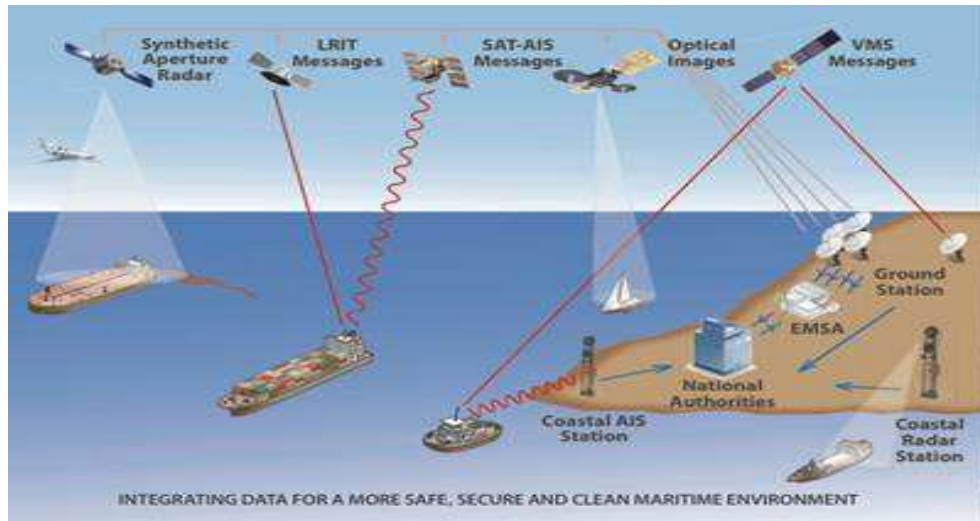 Synthetic
Aperture
Radar
LRIT
Messages
SAT-AIS
Messages
Optical
Images
VMS
Messages
Ground
Station
EMSA
National
Authorities
Coastal AIS
Station
Coastal
Radar
Station
INTEGRATING DATA FOR A MORE SAFE, SECURE AND CLEAN MARITIME ENVIRONMENT